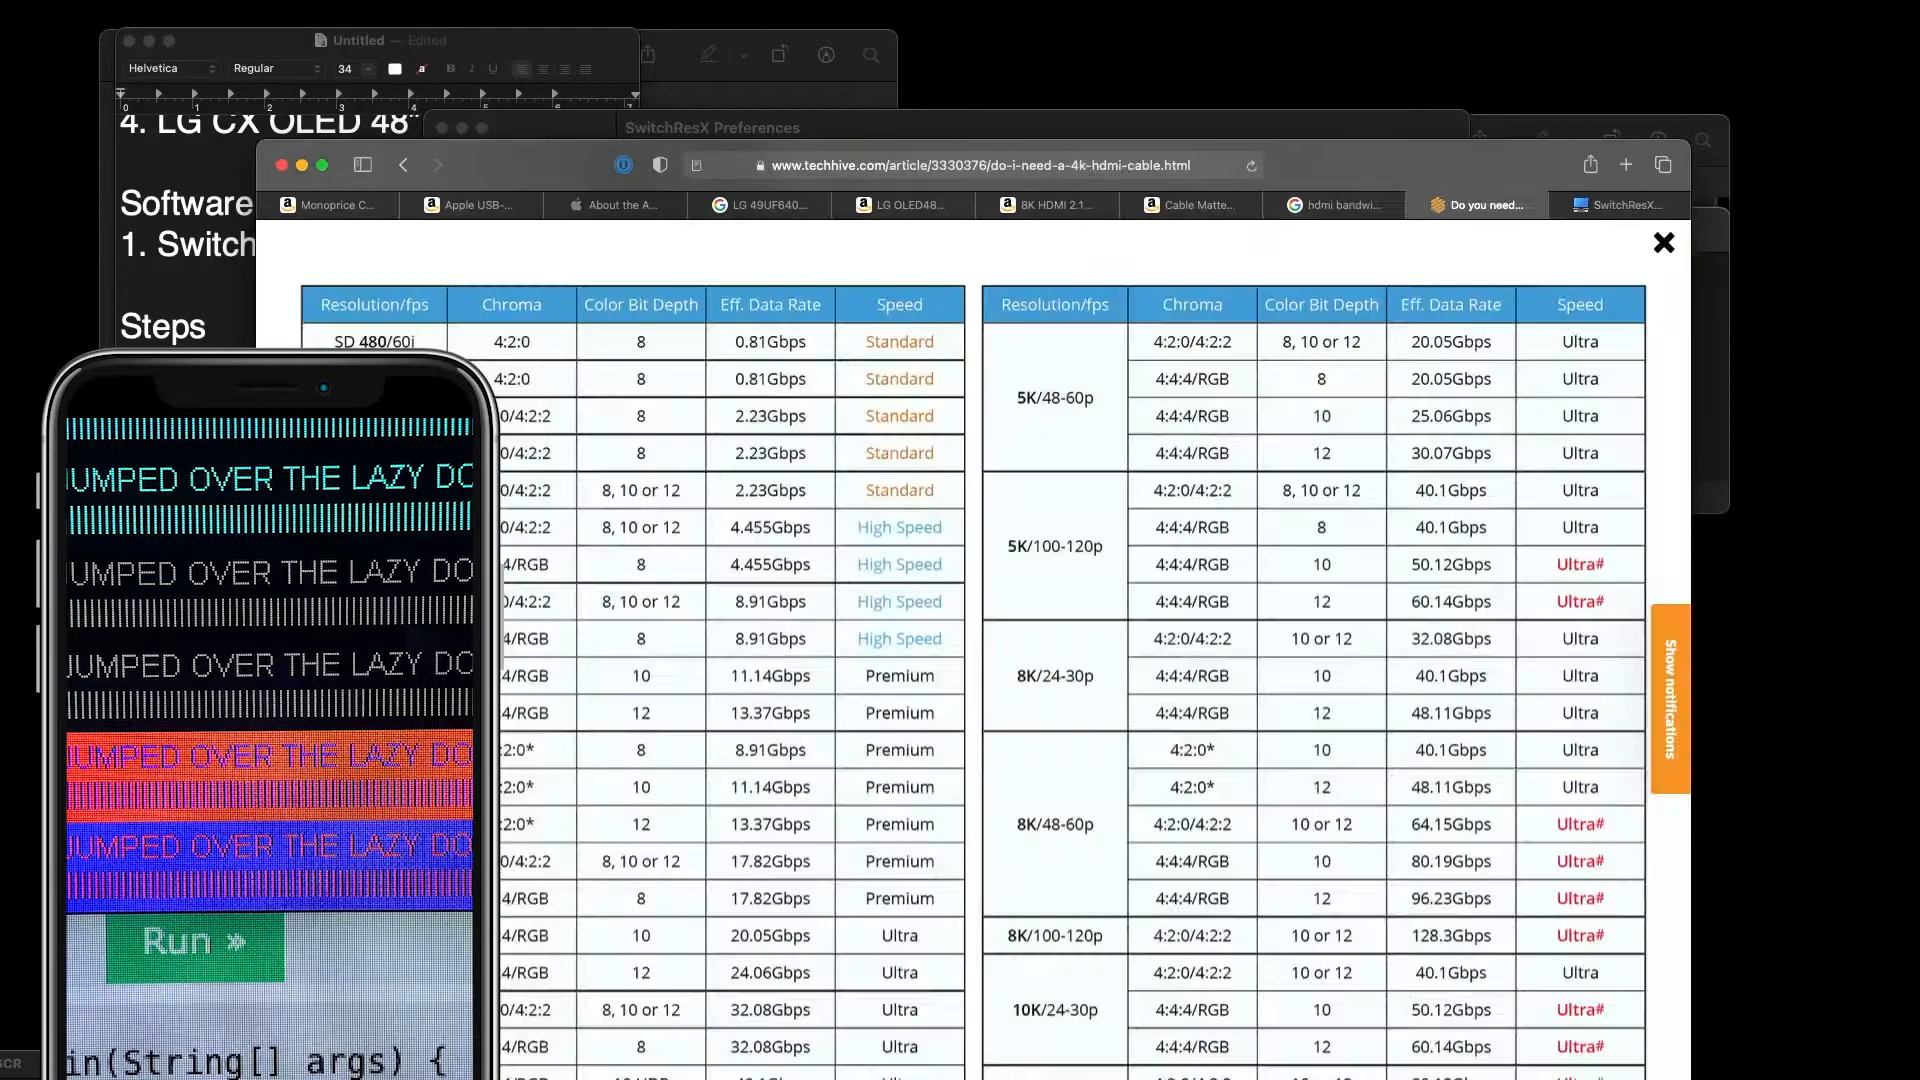 Untitled — Edited
Helvetica Regular 34 a B I U
0 1 2 3 4 5 6 7
4. LG CX OLED 48”
SwitchResX Preferences
www.techhive.com/article/3330376/do-i-need-a-4k-hdmi-cable.html
Monoprice C... Apple USB-... About the A... LG 49UF640... LG OLED48... 8K HDMI 2.1... Cable Matte... hdmi bandwi... Do you need... SwitchResX...
Software
1. Switch
Steps
Resolution/fps Chroma Color Bit Depth Eff. Data Rate Speed
SD 480/60i 4:2:0 8 0.81Gbps Standard
4:2:0 8 0.81Gbps Standard
0/4:2:2 8 2.23Gbps Standard
0/4:2:2 8 2.23Gbps Standard
0/4:2:2 8, 10 or 12 2.23Gbps Standard
0/4:2:2 8, 10 or 12 4.455Gbps High Speed
4/RGB 8 4.455Gbps High Speed
0/4:2:2 8, 10 or 12 8.91Gbps High Speed
4/RGB 8 8.91Gbps High Speed
4/RGB 10 11.14Gbps Premium
4/RGB 12 13.37Gbps Premium
:2:0* 8 8.91Gbps Premium
:2:0* 10 11.14Gbps Premium
:2:0* 12 13.37Gbps Premium
0/4:2:2 8, 10 or 12 17.82Gbps Premium
4/RGB 8 17.82Gbps Premium
4/RGB 10 20.05Gbps Ultra
4/RGB 12 24.06Gbps Ultra
0/4:2:2 8, 10 or 12 32.08Gbps Ultra
4/RGB 8 32.08Gbps Ultra
Resolution/fps Chroma Color Bit Depth Eff. Data Rate Speed
5K/48-60p
4:2:0/4:2:2 8, 10 or 12 20.05Gbps Ultra
4:4:4/RGB 8 20.05Gbps Ultra
4:4:4/RGB 10 25.06Gbps Ultra
4:4:4/RGB 12 30.07Gbps Ultra
5K/100-120p
4:2:0/4:2:2 8, 10 or 12 40.1Gbps Ultra
4:4:4/RGB 8 40.1Gbps Ultra
4:4:4/RGB 10 50.12Gbps Ultra#
4:4:4/RGB 12 60.14Gbps Ultra#
8K/24-30p
4:2:0/4:2:2 10 or 12 32.08Gbps Ultra
4:4:4/RGB 10 40.1Gbps Ultra
4:4:4/RGB 12 48.11Gbps Ultra
8K/48-60p
4:2:0* 10 40.1Gbps Ultra
4:2:0* 12 48.11Gbps Ultra
4:2:0/4:2:2 10 or 12 64.15Gbps Ultra#
4:4:4/RGB 10 80.19Gbps Ultra#
4:4:4/RGB 12 96.23Gbps Ultra#
8K/100-120p 4:2:0/4:2:2 10 or 12 128.3Gbps Ultra#
10K/24-30p
4:2:0/4:2:2 10 or 12 40.1Gbps Ultra
4:4:4/RGB 10 50.12Gbps Ultra#
4:4:4/RGB 12 60.14Gbps Ultra#
Show notifications
JUMPED OVER THE LAZY DO
JUMPED OVER THE LAZY DO
JUMPED OVER THE LAZY DO
JUMPED OVER THE LAZY DO
JUMPED OVER THE LAZY DO
Run »
in(String[] args) {
SCR